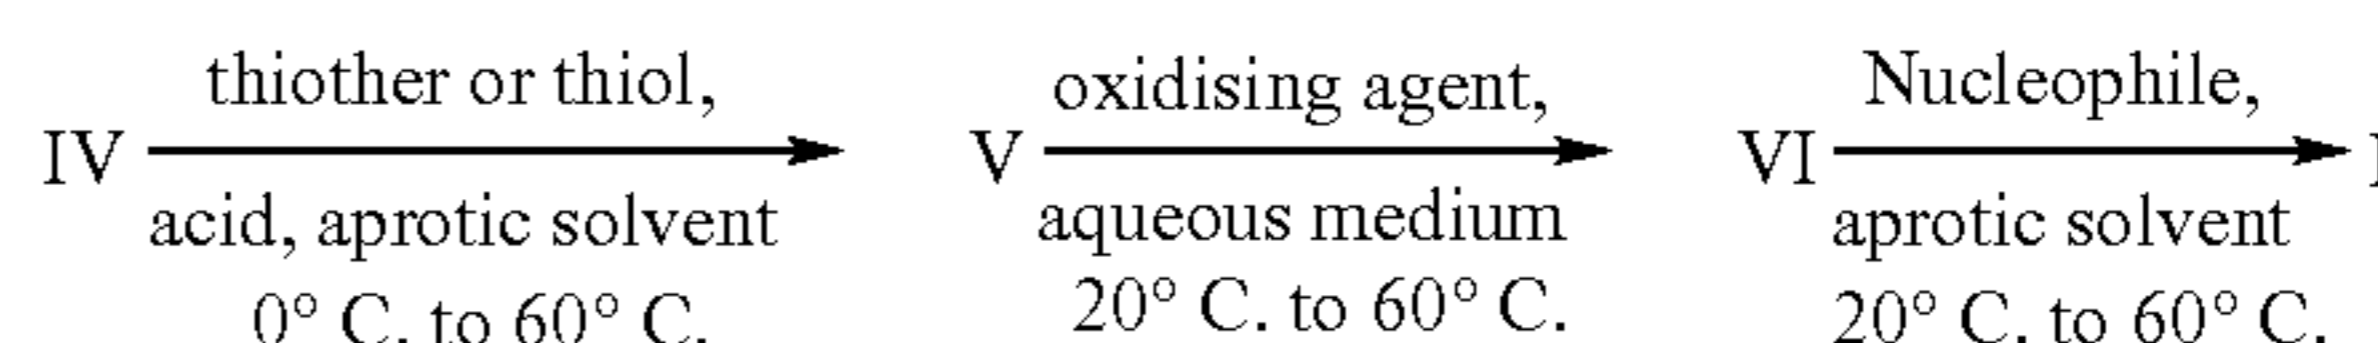 thiother or thiol, oxidising agent, Nucleophile,
IV V VI
acid, aprotic solvent aqueous medium aprotic solvent
0° C. to 60° C. 20° C. to 60° C. 20° C. to 60° C.